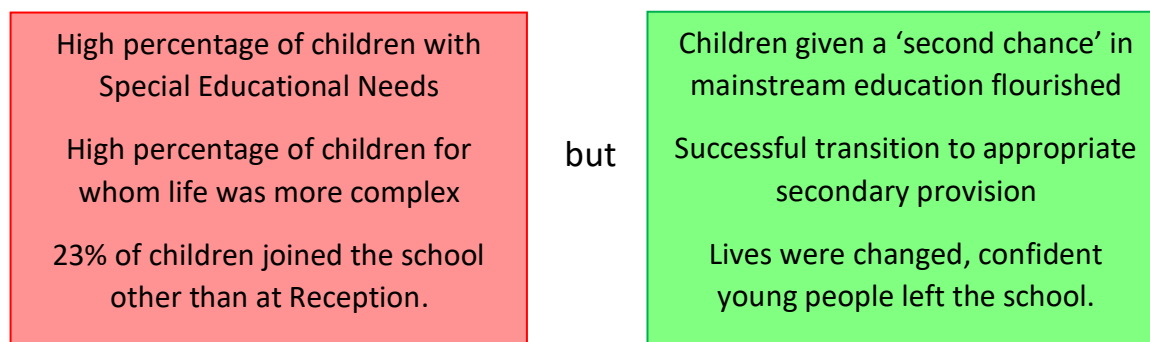 High percentage of children with
Special Educational Needs
High percentage of children for
whom life was more complex
23% of children joined the school
other than at Reception.
but
Children given a ‘second chance’ in
mainstream education flourished
Successful transition to appropriate
secondary provision
Lives were changed, confident
young people left the school.